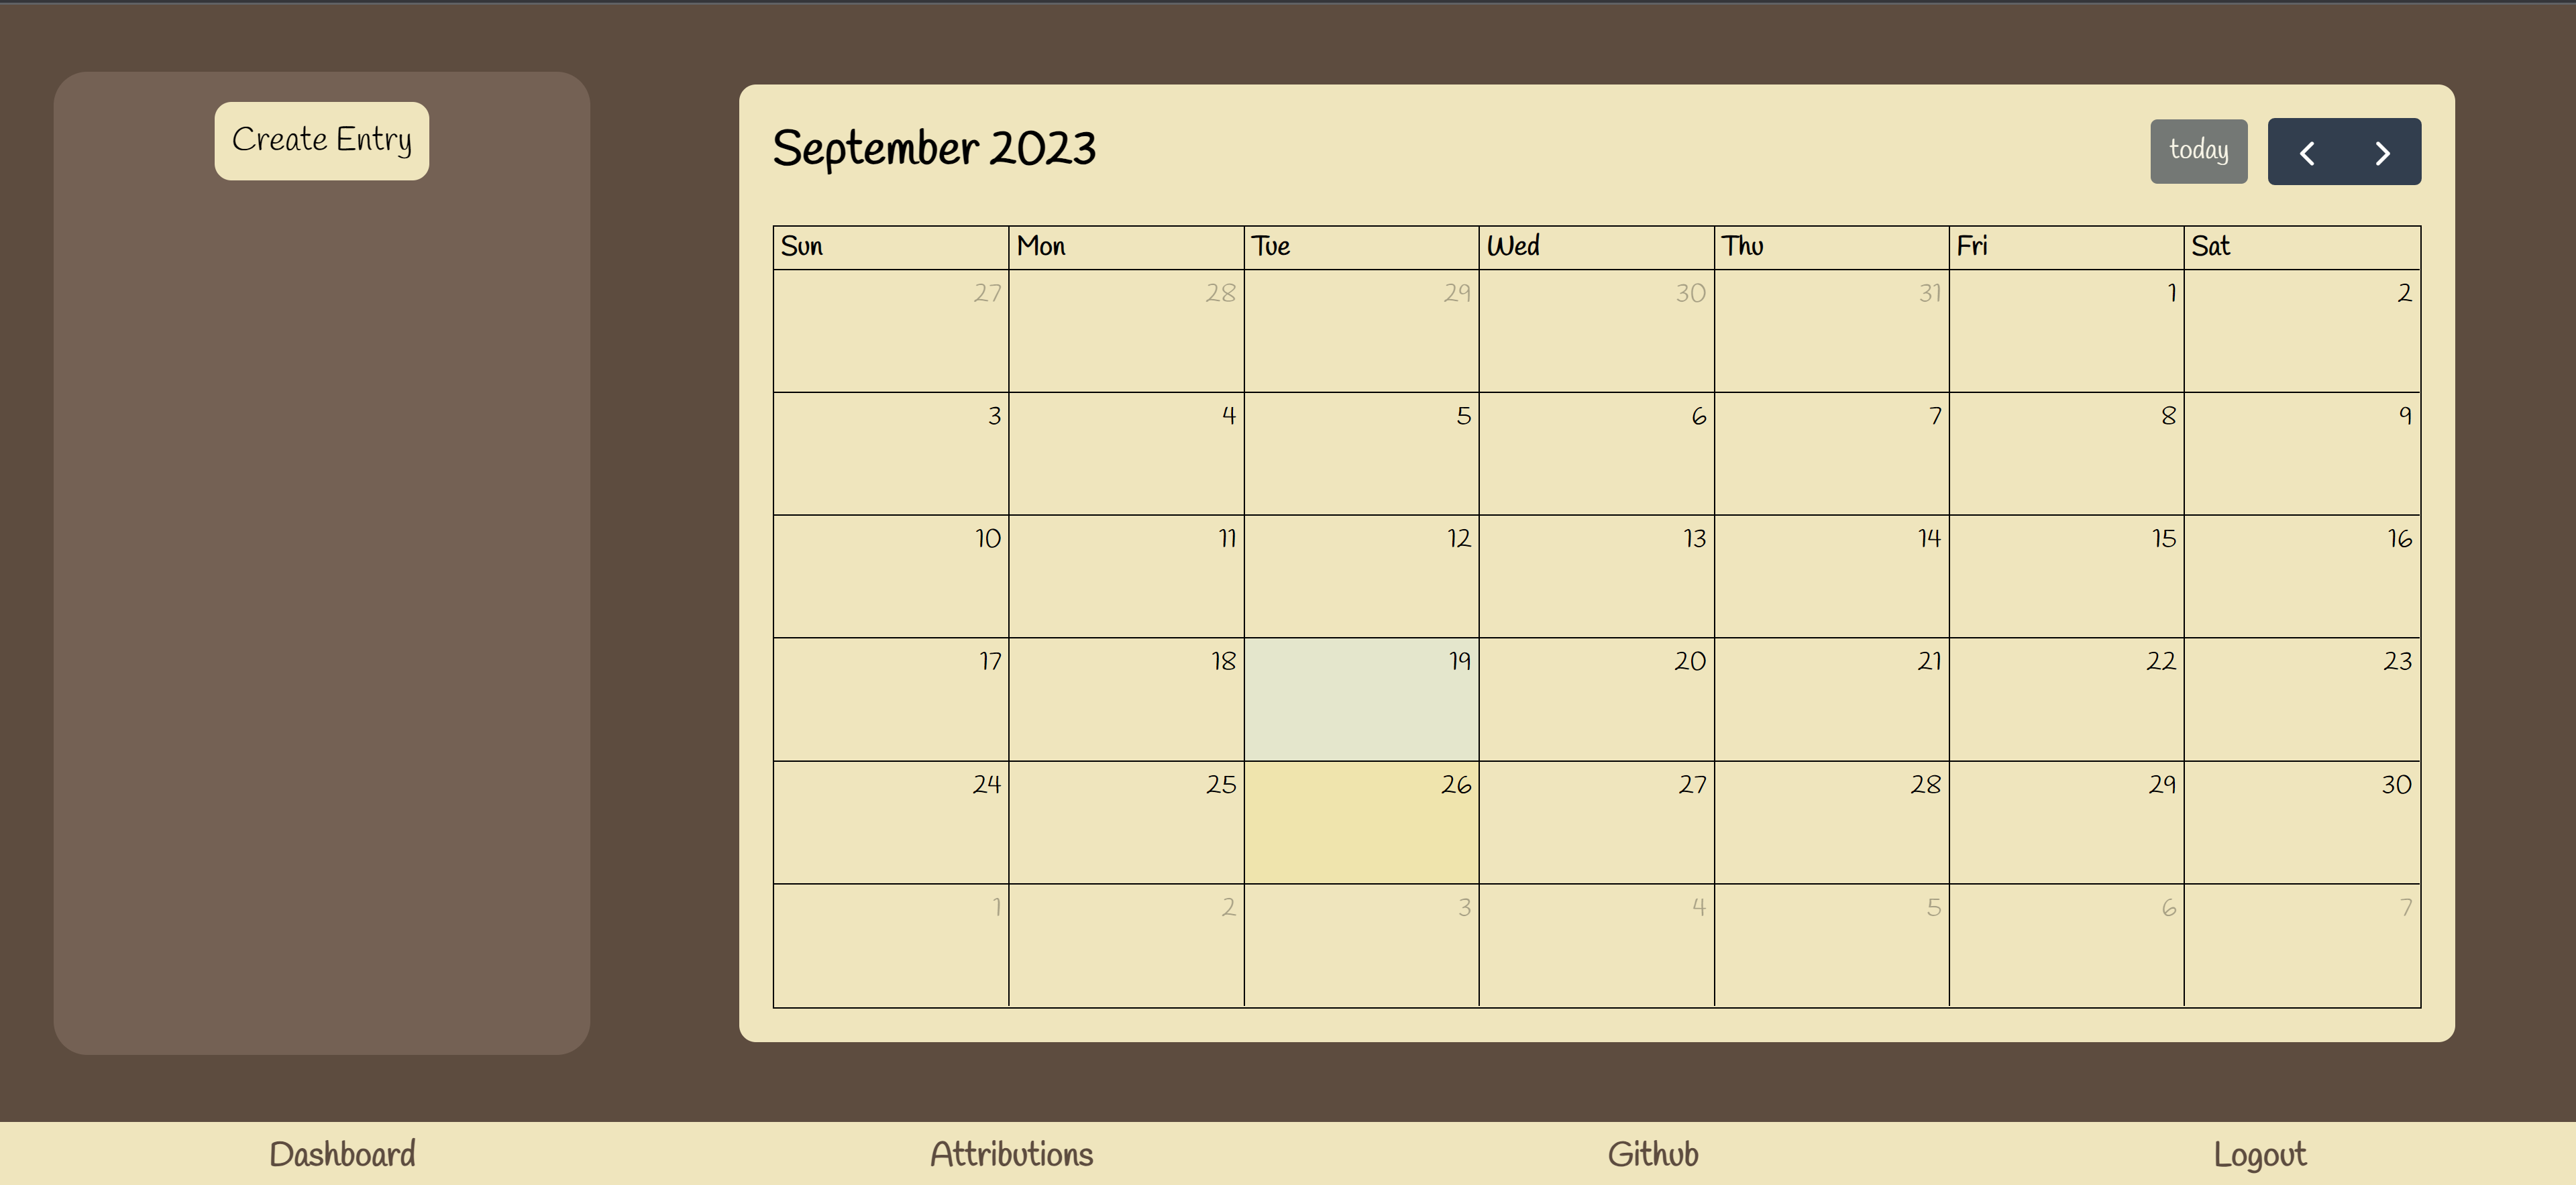 Create Entry
September 2023
today
Sun Mon Tue Wed Thu Fri Sat
27 28 29 30 31 1 2
3 4 5 6 7 8 9
10 11 12 13 14 15 16
17 18 19 20 21 22 23
24 25 26 27 28 29 30
1 2 3 4 5 6 7
Dashboard Attributions Github Logout